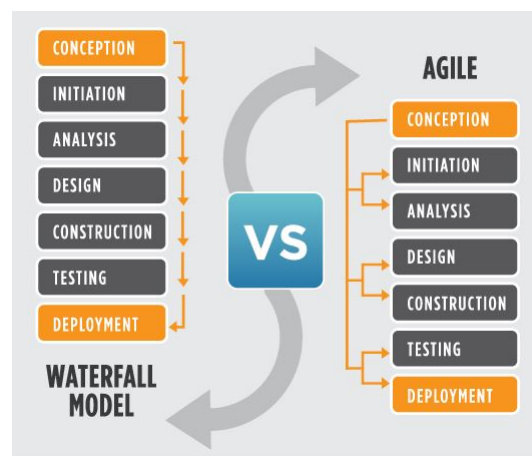 CONCEPTION
INITIATION
ANALYSIS
DESIGN
CONSTRUCTION
TESTING
DEPLOYMENT
WATERFALL
MODEL
VS
AGILE
CONCEPTION
INITIATION
ANALYSIS
DESIGN
CONSTRUCTION
TESTING
DEPLOYMENT